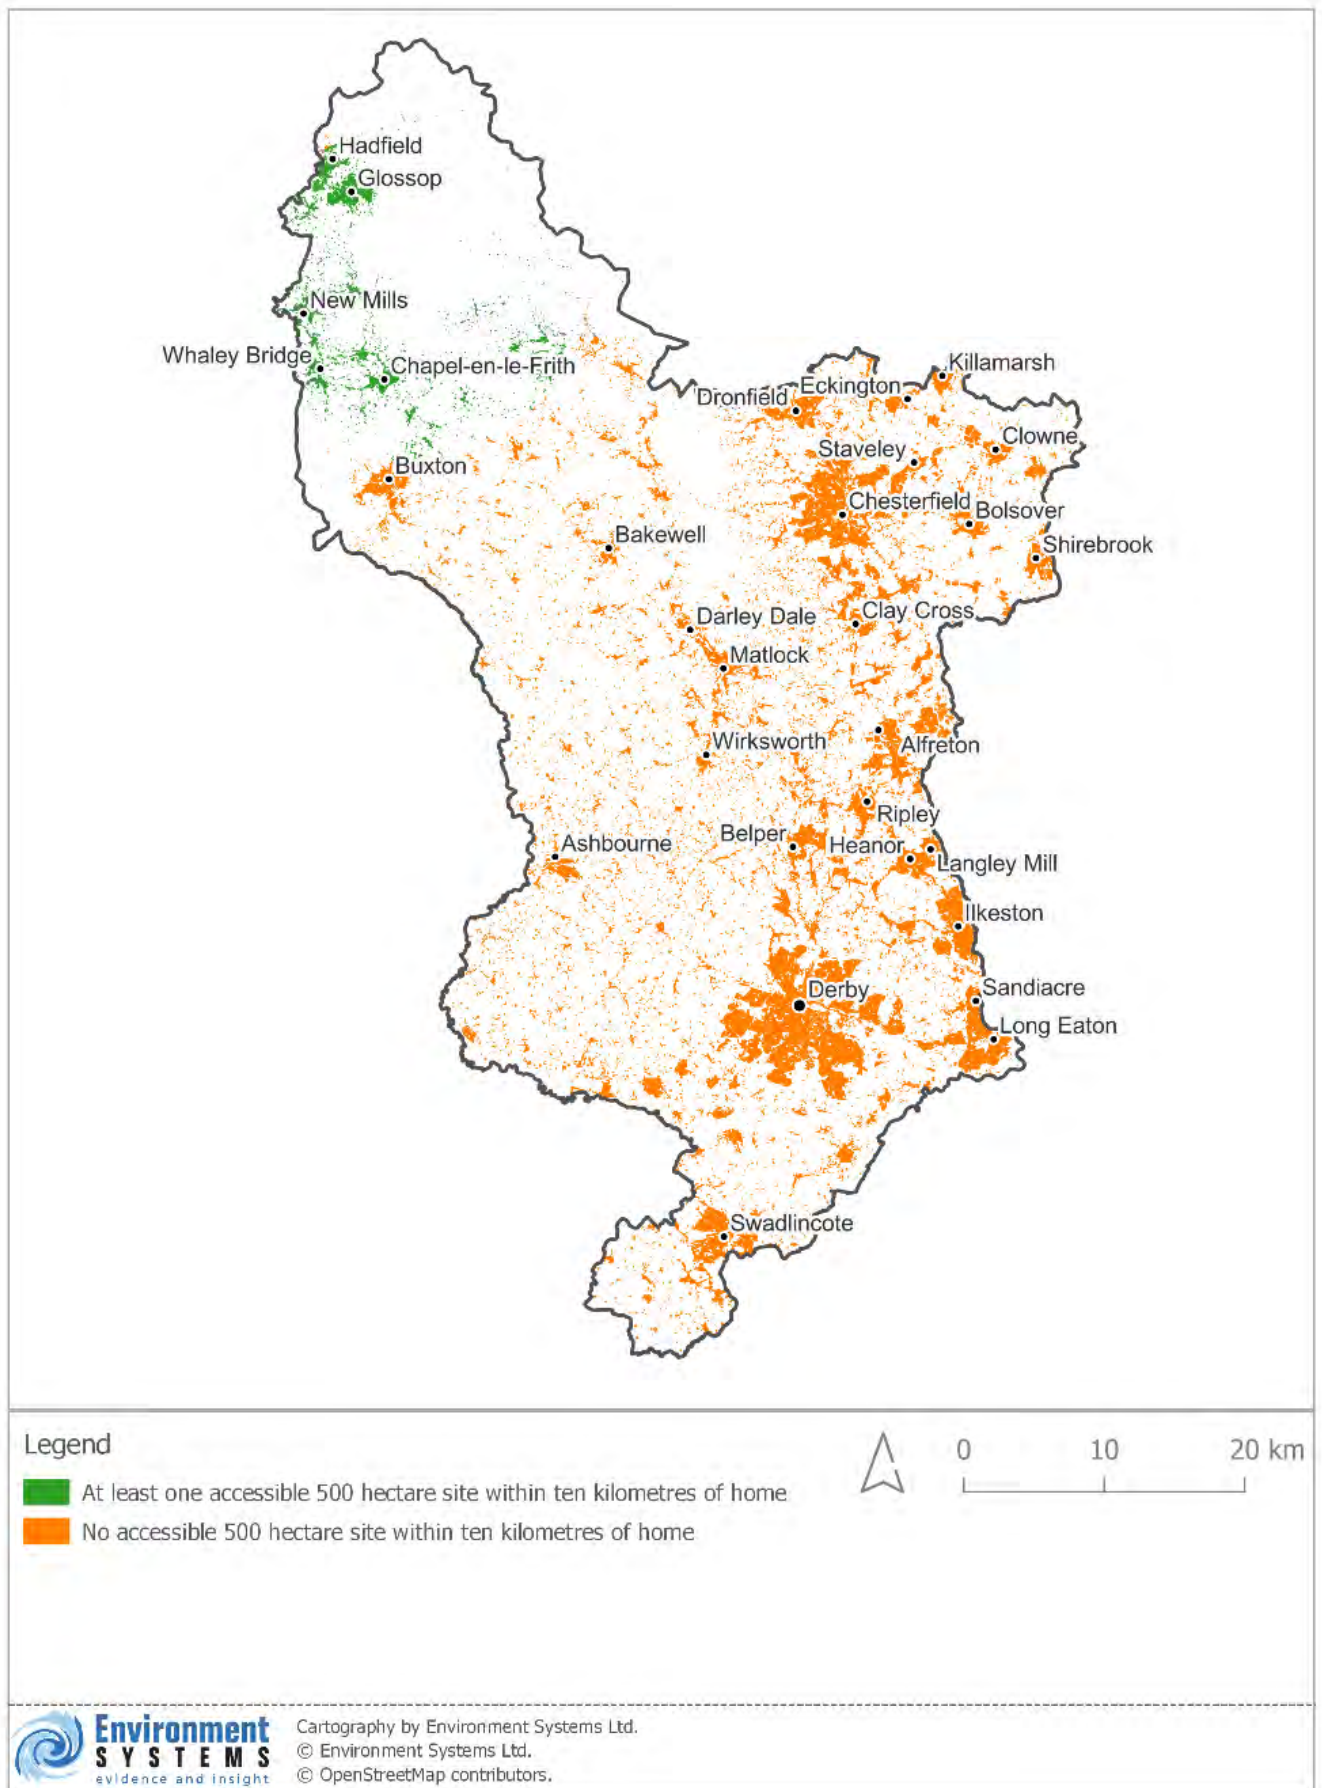 Hadfield
Glossop
New Mills
Whaley Bridge
Chapel-en-le-Frith
Killamarsh
Eckington
Dronfield
Clowne
Staveley
Buxton
Chesterfield
Bolsover
Bakewell
Shirebrook
Darley Dale
Clay Cross
Matlock
Wirksworth
Alfreton
Ripley
Belper
Heanor
Ashbourne
Langley Mill
Ilkeston
Sandiacre
Derby
Long Eaton
Swadlincote
Legend
0 10 20 km
At least one accessible 500 hectare site within ten kilometres of home
No accessible 500 hectare site within ten kilometres of home
Environment
SYSTEMS
evidence and insight
Cartography by Environment Systems Ltd.
© Environment Systems Ltd.
© OpenStreetMap contributors.